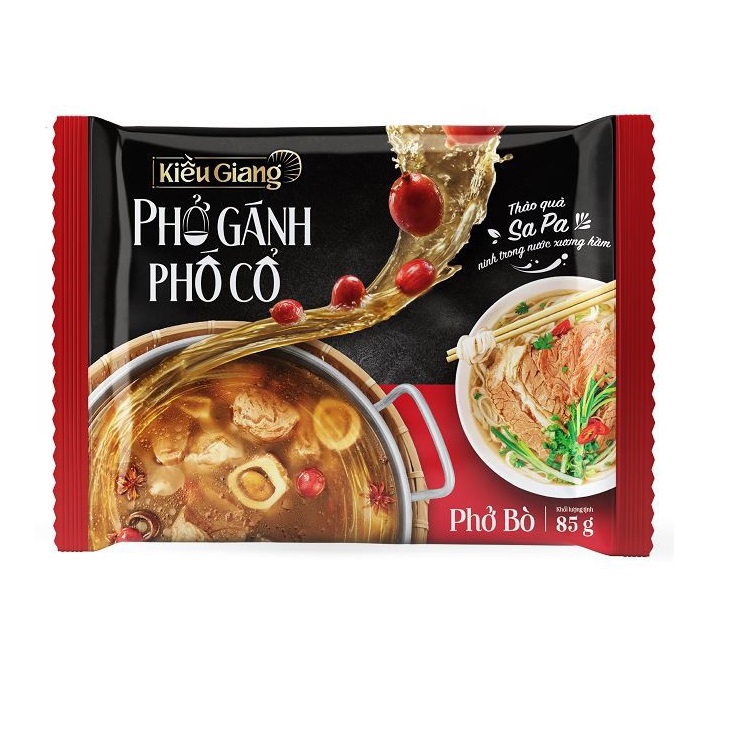 Kiều Giang
PHỞ GÁNH
PHỐ CỔ
Thảo quả
Sa Pa
ninh trong nước xương hầm
Phở Bò
Khối lượng tịnh
85 g